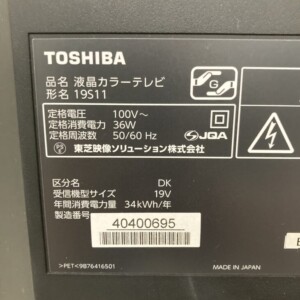 TOSHIBA
品名 液晶カラーテレビ
形名 19S11
G
定格電圧 100V～
定格消費電力 36W
定格周波数 50/60 Hz
JQA
東芝映像ソリューション株式会社
区分名 DK
受信機型サイズ 19V
年間消費電力量 34kWh/年
製造番号
40400695
>PET<9B76416501
MADE IN JAPAN